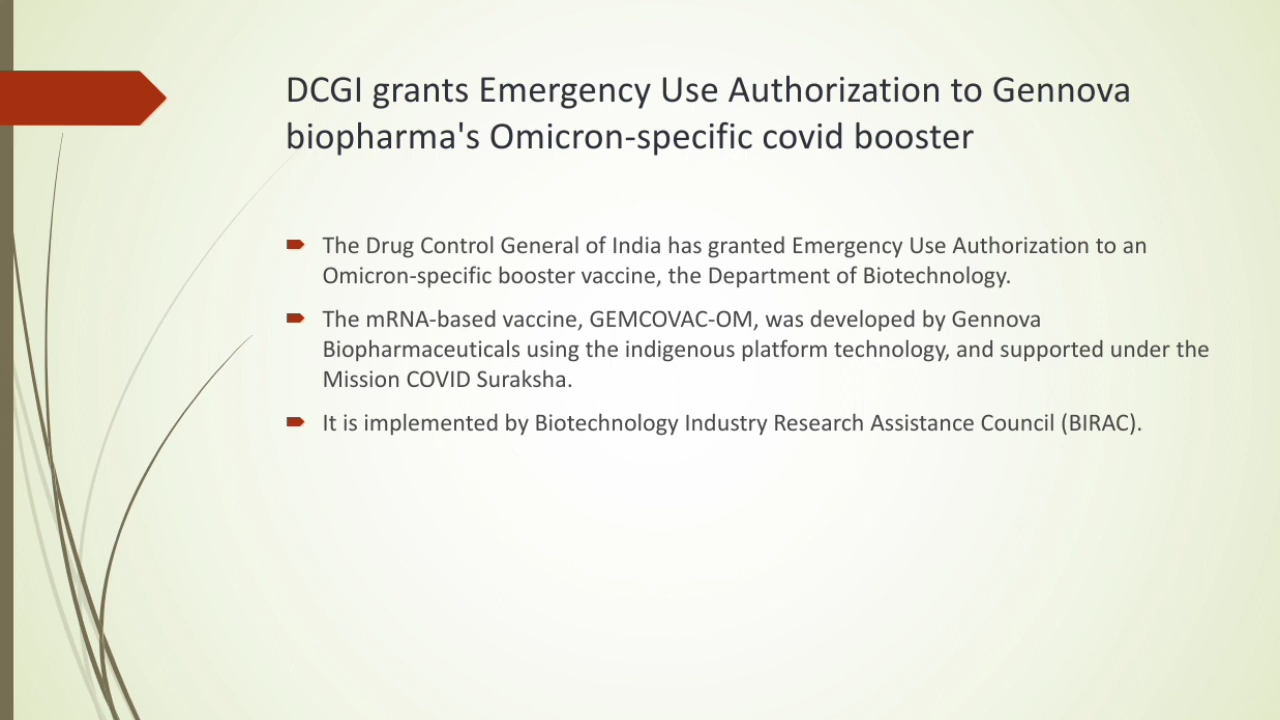 DCGI grants Emergency Use Authorization to Gennova
biopharma's Omicron-specific covid booster
The Drug Control General of India has granted Emergency Use Authorization to an
Omicron-specific booster vaccine, the Department of Biotechnology.
The mRNA-based vaccine, GEMCOVAC-OM, was developed by Gennova
Biopharmaceuticals using the indigenous platform technology, and supported under the
Mission COVID Suraksha.
It is implemented by Biotechnology Industry Research Assistance Council (BIRAC).